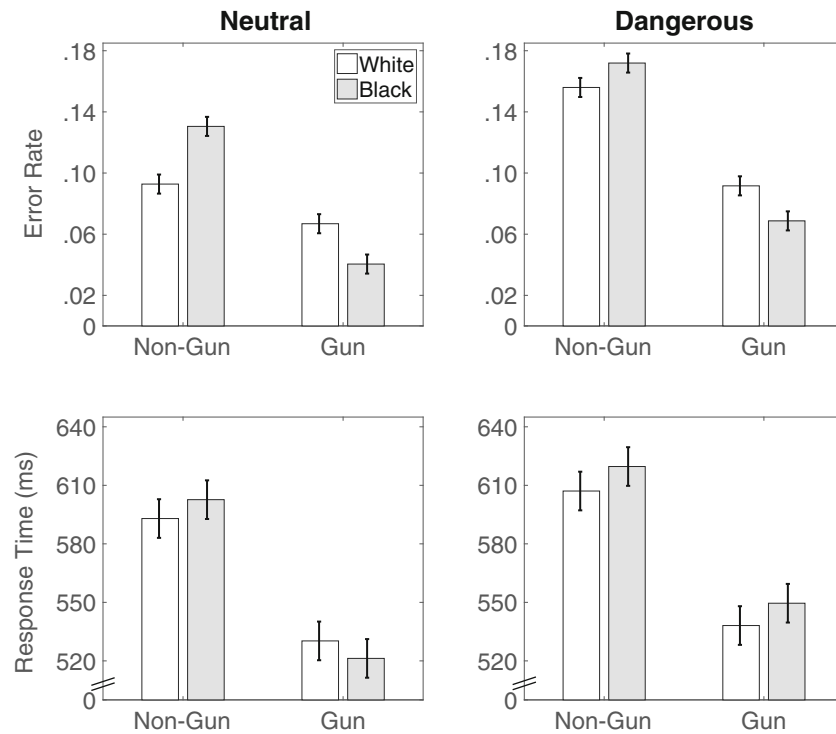 Neutral
Dangerous
Error Rate
.18
.14
.10
.06
.02
0
White
Black
Non-Gun
Gun
.18
.14
.10
.06
.02
0
Non-Gun
Gun
Response Time (ms)
640
610
580
550
520
0
Non-Gun
Gun
640
610
580
550
520
0
Non-Gun
Gun